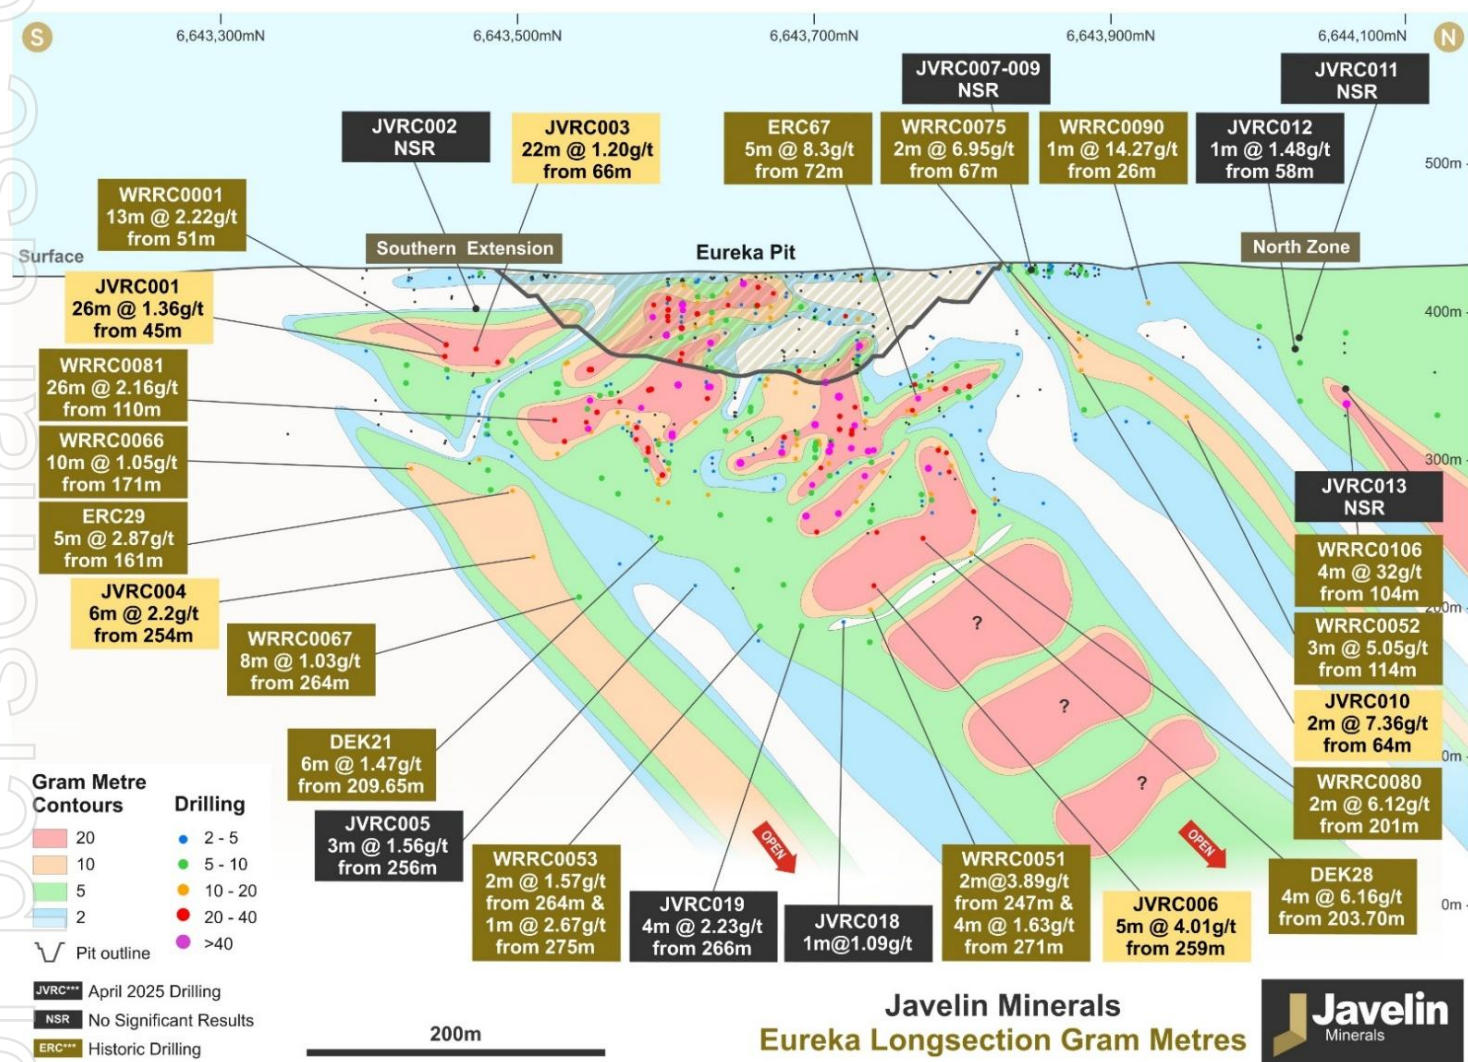 S
6,643,300mN
6,643,500mN
6,643,700mN
6,643,900mN
6,644,100mN
N
JVRC007-009
NSR
JVRC011
NSR
JVRC002
NSR
JVRC003
22m @ 1.20g/t
from 66m
ERC67
5m @ 8.3g/t
from 72m
WRRC0075
2m @ 6.95g/t
from 67m
WRRC0090
1m @ 14.27g/t
from 26m
JVRC012
1m @ 1.48g/t
from 58m
500m
WRRC0001
13m @ 2.22g/t
from 51m
Surface
Southern Extension
Eureka Pit
North Zone
JVRC001
26m @ 1.36g/t
from 45m
400m
WRRC0081
26m @ 2.16g/t
from 110m
WRRC0066
10m @ 1.05g/t
from 171m
300m
JVRC013
NSR
ERC29
5m @ 2.87g/t
from 161m
WRRC0106
4m @ 32g/t
from 104m
JVRC004
6m @ 2.2g/t
from 254m
200m
WRRC0052
3m @ 5.05g/t
from 114m
WRRC0067
8m @ 1.03g/t
from 264m
?
?
?
JVRC010
2m @ 7.36g/t
from 64m
DEK21
6m @ 1.47g/t
from 209.65m
WRRC0080
2m @ 6.12g/t
from 201m
JVRC005
3m @ 1.56g/t
from 256m
OPEN
OPEN
WRRC0053
2m @ 1.57g/t
from 264m &
1m @ 2.67g/t
from 275m
JVRC019
4m @ 2.23g/t
from 266m
JVRC018
1m@1.09g/t
WRRC0051
2m@3.89g/t
from 247m &
4m @ 1.63g/t
from 271m
JVRC006
5m @ 4.01g/t
from 259m
DEK28
4m @ 6.16g/t
from 203.70m
0m
Gram Metre
Contours
20
10
5
2
Pit outline
Drilling
2 - 5
5 - 10
10 - 20
20 - 40
>40
JVRC*** April 2025 Drilling
NSR No Significant Results
ERC*** Historic Drilling
200m
Javelin Minerals
Eureka Longsection Gram Metres
Javelin
Minerals